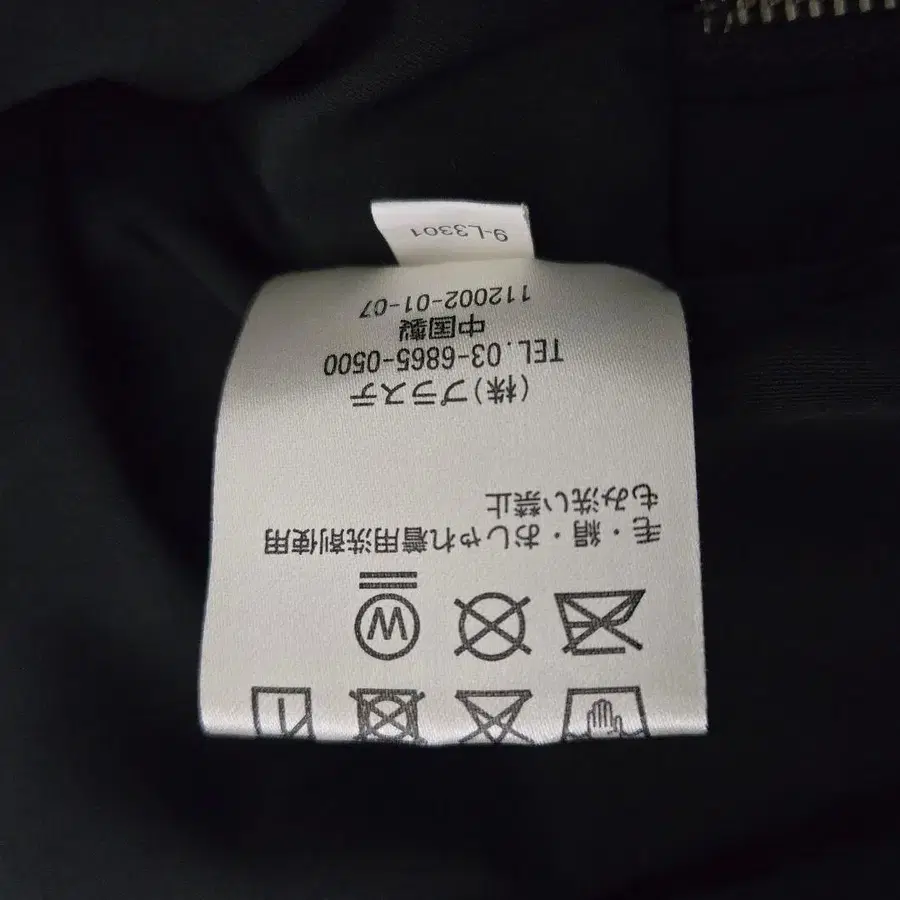 毛・絹・おしゃれ着用洗剤使用
もみ洗い禁止
(株)プラステ
TEL.03-6865-0500
中国製
112002-01-07
9-L3301